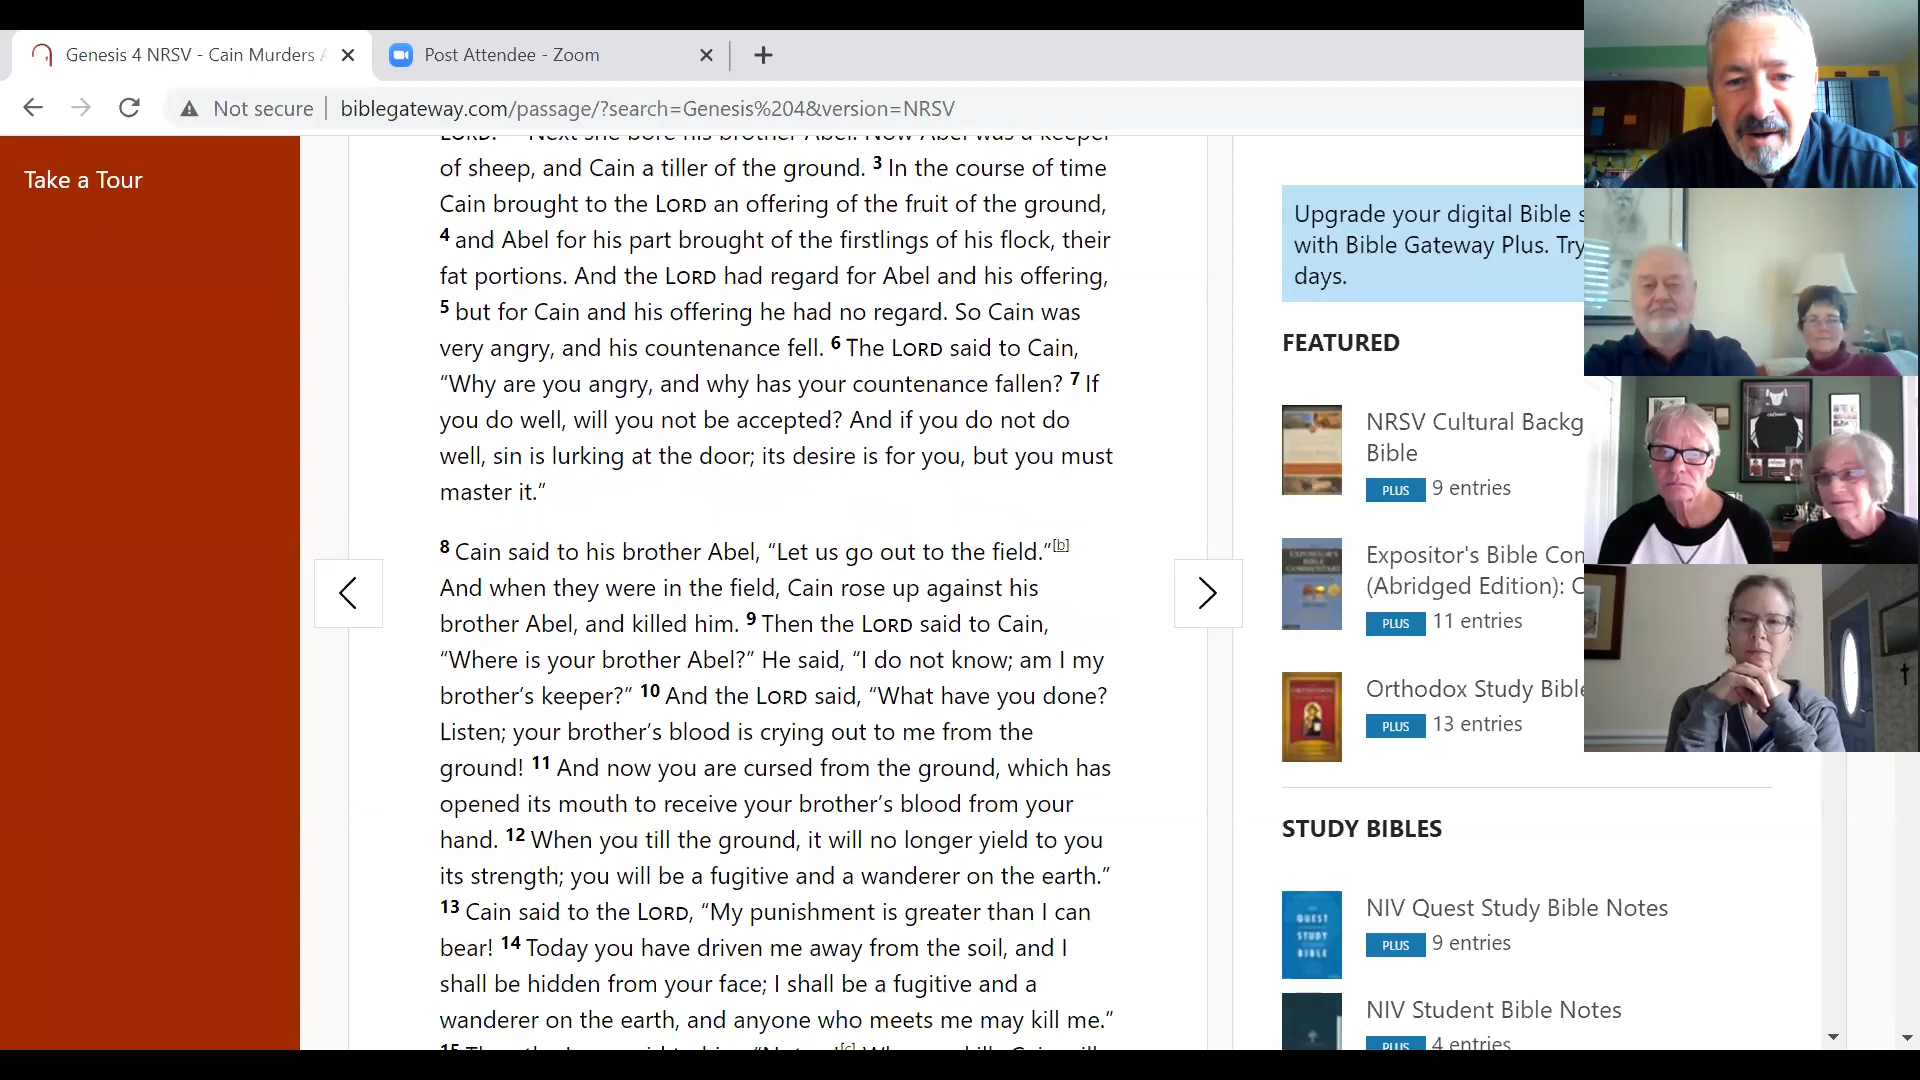 Genesis 4 NRSV - Cain Murders A
Post Attendee - Zoom
Not secure
biblegateway.com/passage/?search=Genesis%204&version=NRSV
Take a Tour
LORD." Next she bore his brother Abel. Now Abel was a keeper
of sheep, and Cain a tiller of the ground. 3 In the course of time
Cain brought to the LORD an offering of the fruit of the ground,
4 and Abel for his part brought of the firstlings of his flock, their
fat portions. And the LORD had regard for Abel and his offering,
5 but for Cain and his offering he had no regard. So Cain was
very angry, and his countenance fell. 6 The LORD said to Cain,
“Why are you angry, and why has your countenance fallen? 7 If
you do well, will you not be accepted? And if you do not do
well, sin is lurking at the door; its desire is for you, but you must
master it.”
8 Cain said to his brother Abel, “Let us go out to the field.”[b]
And when they were in the field, Cain rose up against his
brother Abel, and killed him. 9 Then the LORD said to Cain,
“Where is your brother Abel?” He said, “I do not know; am I my
brother’s keeper?” 10 And the LORD said, “What have you done?
Listen; your brother’s blood is crying out to me from the
ground! 11 And now you are cursed from the ground, which has
opened its mouth to receive your brother’s blood from your
hand. 12 When you till the ground, it will no longer yield to you
its strength; you will be a fugitive and a wanderer on the earth.”
13 Cain said to the LORD, “My punishment is greater than I can
bear! 14 Today you have driven me away from the soil, and I
shall be hidden from your face; I shall be a fugitive and a
wanderer on the earth, and anyone who meets me may kill me.”
Upgrade your digital Bible s
with Bible Gateway Plus. Try
days.
FEATURED
NRSV Cultural Backg
Bible
PLUS 9 entries
Expositor's Bible Com
(Abridged Edition): O
PLUS 11 entries
Orthodox Study Bible
PLUS 13 entries
STUDY BIBLES
QUEST
STUDY
BIBLE
NIV Quest Study Bible Notes
PLUS 9 entries
NIV Student Bible Notes
PLUS 4 entries